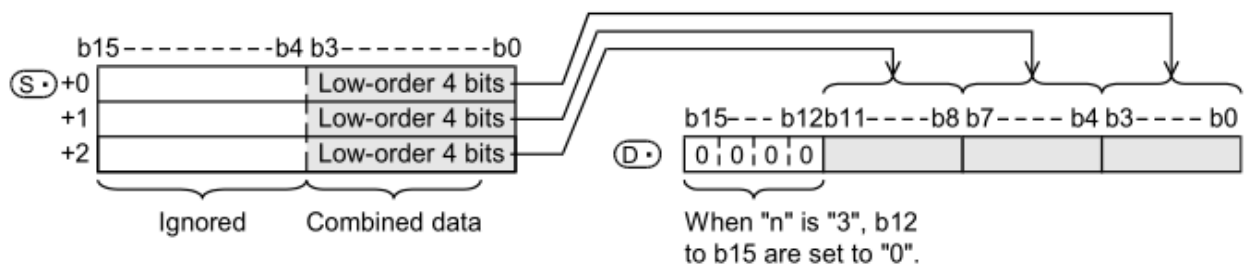 b15---------b4 b3---------b0
S· +0 Low-order 4 bits
+1 Low-order 4 bits
+2 Low-order 4 bits
Ignored Combined data
b15--- b12b11----b8 b7---- b4 b3---- b0
D· 0 0 0 0
When "n" is "3", b12
to b15 are set to "0".